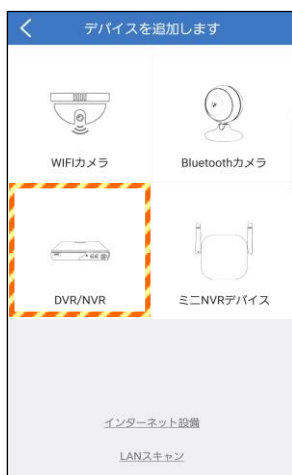 デバイスを追加します
WIFIカメラ
Bluetoothカメラ
DVR/NVR
ミニNVRデバイス
インターネット設備
LANスキャン